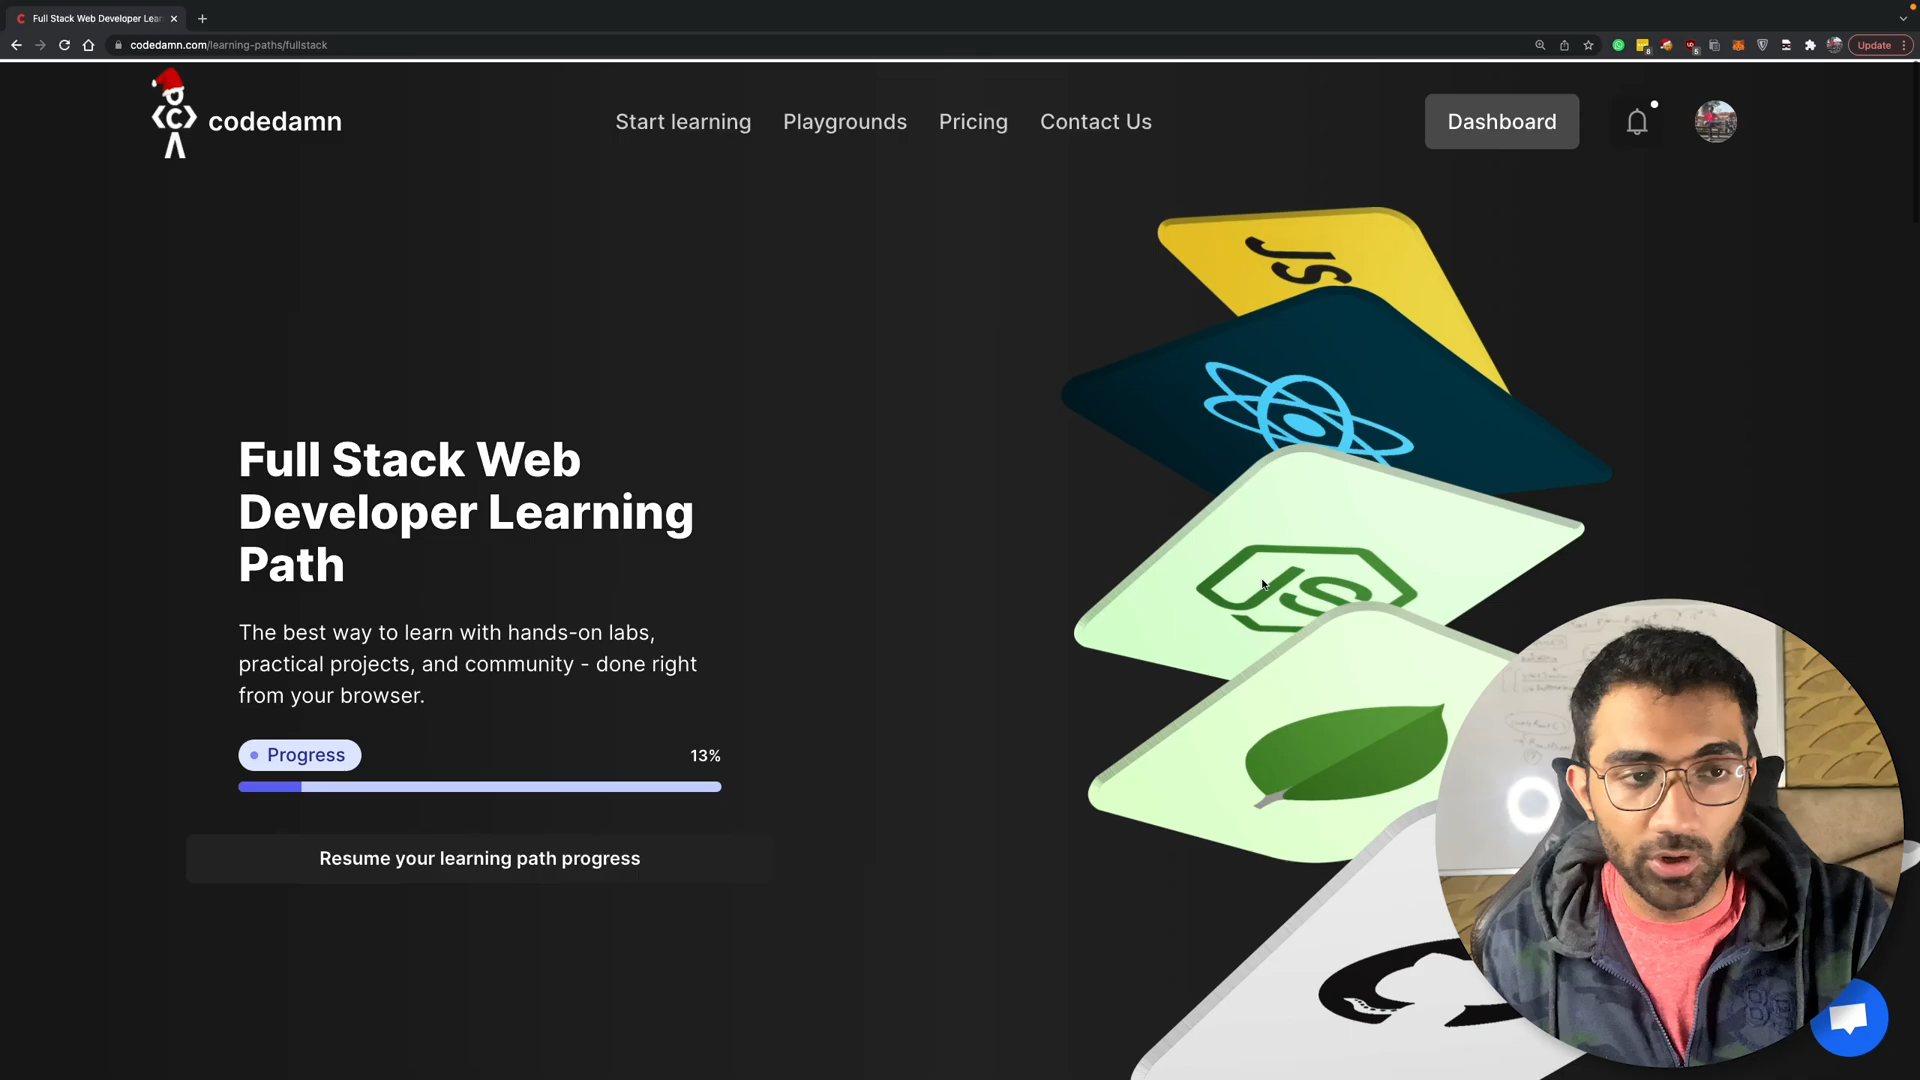 Full Stack Web Developer Lear
codedamn.com/learning-paths/fullstack
Update
codedamn
Start learning
Playgrounds
Pricing
Contact Us
Dashboard
JS
Full Stack Web
Developer Learning
Path
JS
The best way to learn with hands-on labs,
practical projects, and community - done right
from your browser.
Progress
13%
Resume your learning path progress